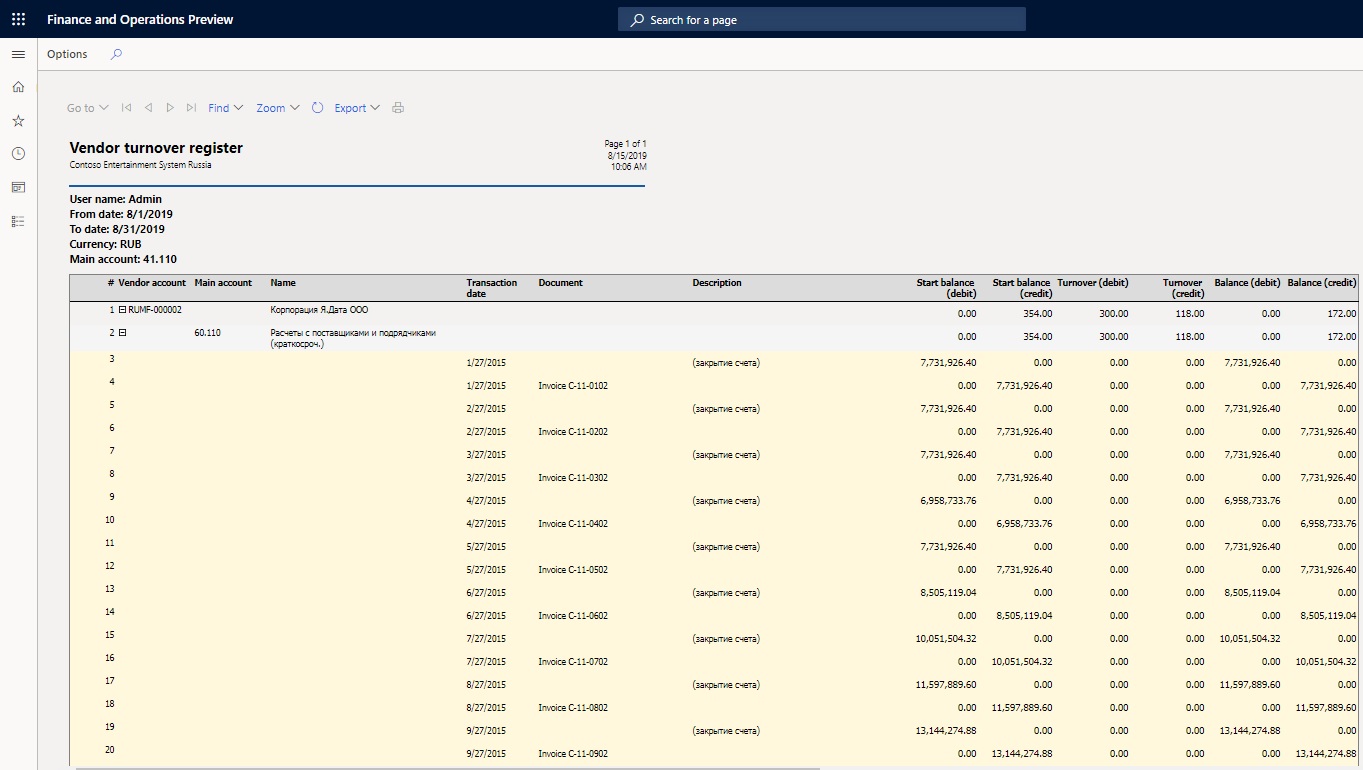 Finance and Operations Preview
Search for a page
Options
Go to
Find
Zoom
Export
Vendor turnover register
Contoso Entertainment System Russia
Page 1 of 1
8/15/2019
10:06 AM
User name: Admin
From date: 8/1/2019
To date: 8/31/2019
Currency: RUB
Main account: 41.110
# Vendor account Main account Name Transaction date Document Description Start balance (debit) Start balance (credit) Turnover (debit) Turnover (credit) Balance (debit) Balance (credit)
1 RUMF-000002 Корпорация Я.Дата ООО 0.00 354.00 300.00 118.00 0.00 172.00
2 60.110 Расчеты с поставщиками и подрядчиками (краткосроч.) 0.00 354.00 300.00 118.00 0.00 172.00
3 1/27/2015 (закрытие счета) 7,731,926.40 0.00 0.00 0.00 7,731,926.40 0.00
4 1/27/2015 Invoice C-11-0102 0.00 7,731,926.40 0.00 0.00 0.00 7,731,926.40
5 2/27/2015 (закрытие счета) 7,731,926.40 0.00 0.00 0.00 7,731,926.40 0.00
6 2/27/2015 Invoice C-11-0202 0.00 7,731,926.40 0.00 0.00 0.00 7,731,926.40
7 3/27/2015 (закрытие счета) 7,731,926.40 0.00 0.00 0.00 7,731,926.40 0.00
8 3/27/2015 Invoice C-11-0302 0.00 7,731,926.40 0.00 0.00 0.00 7,731,926.40
9 4/27/2015 (закрытие счета) 6,958,733.76 0.00 0.00 0.00 6,958,733.76 0.00
10 4/27/2015 Invoice C-11-0402 0.00 6,958,733.76 0.00 0.00 0.00 6,958,733.76
11 5/27/2015 (закрытие счета) 7,731,926.40 0.00 0.00 0.00 7,731,926.40 0.00
12 5/27/2015 Invoice C-11-0502 0.00 7,731,926.40 0.00 0.00 0.00 7,731,926.40
13 6/27/2015 (закрытие счета) 8,505,119.04 0.00 0.00 0.00 8,505,119.04 0.00
14 6/27/2015 Invoice C-11-0602 0.00 8,505,119.04 0.00 0.00 0.00 8,505,119.04
15 7/27/2015 (закрытие счета) 10,051,504.32 0.00 0.00 0.00 10,051,504.32 0.00
16 7/27/2015 Invoice C-11-0702 0.00 10,051,504.32 0.00 0.00 0.00 10,051,504.32
17 8/27/2015 (закрытие счета) 11,597,889.60 0.00 0.00 0.00 11,597,889.60 0.00
18 8/27/2015 Invoice C-11-0802 0.00 11,597,889.60 0.00 0.00 0.00 11,597,889.60
19 9/27/2015 (закрытие счета) 13,144,274.88 0.00 0.00 0.00 13,144,274.88 0.00
20 9/27/2015 Invoice C-11-0902 0.00 13,144,274.88 0.00 0.00 0.00 13,144,274.88